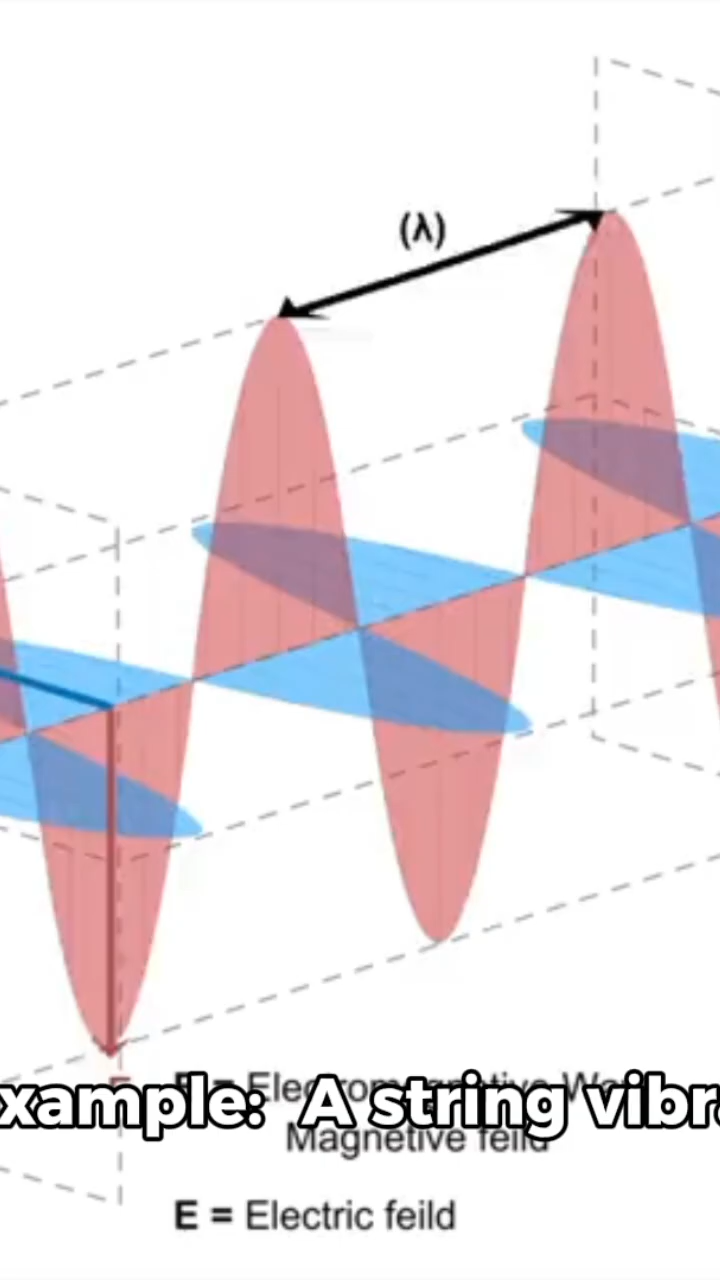 (λ)
xample: A string vibra
Magnetive feild
E = Electric feild